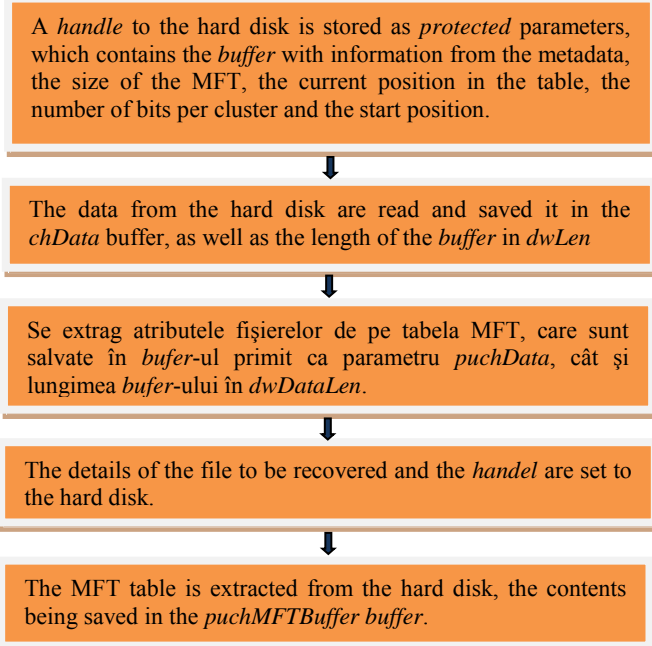 A handle to the hard disk is stored as protected parameters,
which contains the buffer with information from the metadata,
the size of the MFT, the current position in the table, the
number of bits per cluster and the start position.
The data from the hard disk are read and saved it in the
chData buffer, as well as the length of the buffer in dwLen
Se extrag atributele fişierelor de pe tabela MFT, care sunt
salvate în bufer-ul primit ca parametru puchData, cât şi
lungimea bufer-ului în dwDataLen.
The details of the file to be recovered and the handel are set to
the hard disk.
The MFT table is extracted from the hard disk, the contents
being saved in the puchMFTBuffer buffer.